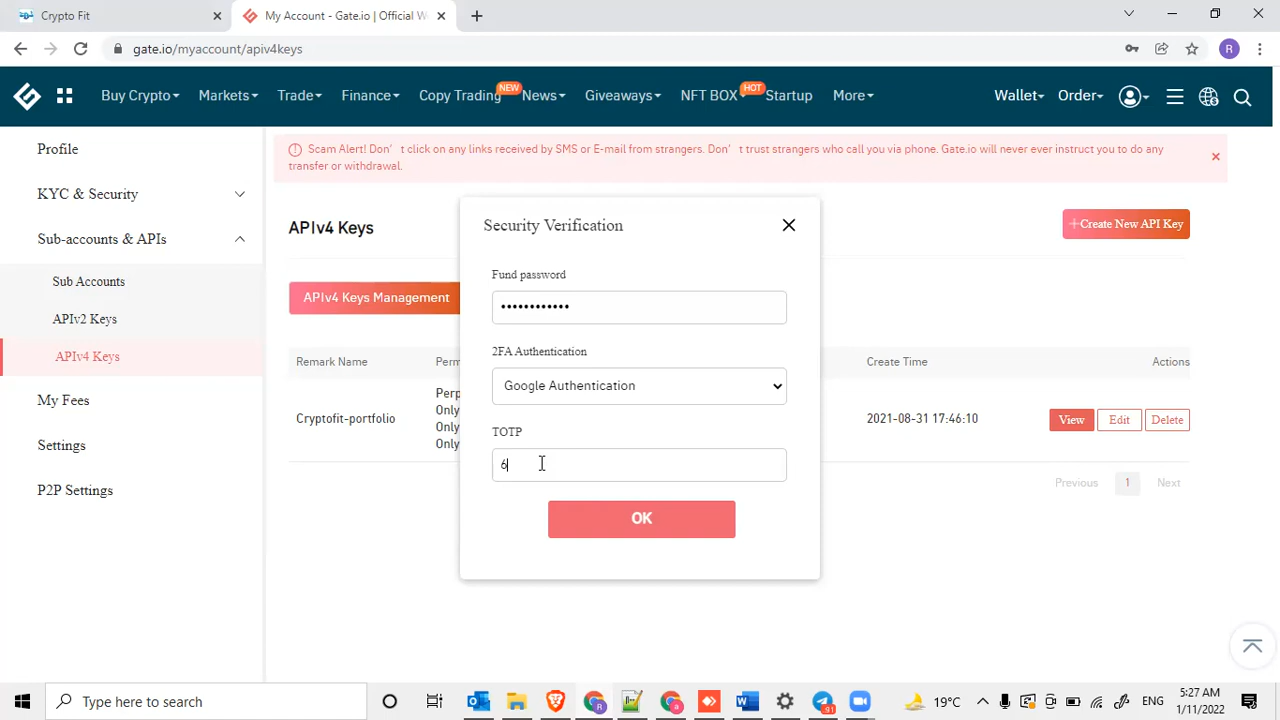 Crypto Fit
My Account - Gate.io | Official W
gate.io/myaccount/apiv4keys
R
Buy Crypto
Markets
Trade
Finance
Copy Trading
NEW
News
Giveaways
NFT BOX
HOT
Startup
More
Wallet
Order
Profile
KYC & Security
Sub-accounts & APIs
Sub Accounts
APIv2 Keys
APIv4 Keys
My Fees
Settings
P2P Settings
Scam Alert! Don't click on any links received by SMS or E-mail from strangers. Don't trust strangers who call you via phone. Gate.io will never ever instruct you to do any
transfer or withdrawal.
APIv4 Keys
+Create New API Key
APIv4 Keys Management
Remark Name
Perm
Create Time
Actions
Cryptofit-portfolio
Perp
Only
Only
Only
2021-08-31 17:46:10
View
Edit
Delete
Previous
1
Next
Security Verification
Fund password
••••••••••••
2FA Authentication
Google Authentication
TOTP
6
OK
Type here to search
R
a
91
19°C
ENG
5:27 AM
1/11/2022